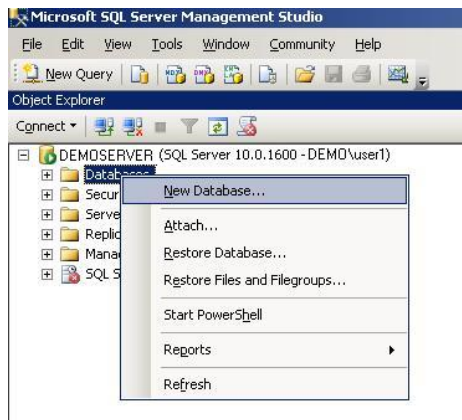 Microsoft SQL Server Management Studio
File Edit View Tools Window Community Help
New Query
Object Explorer
Connect
DEMOSERVER (SQL Server 10.0.1600 - DEMO\user1)
Databases
New Database...
Attach...
Restore Database...
Restore Files and Filegroups...
Start PowerShell
Reports
Refresh